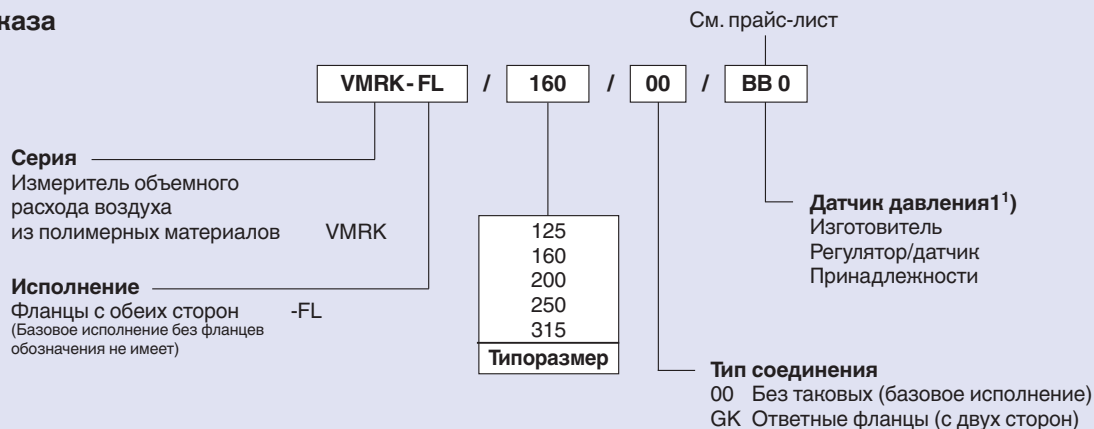 каза
См. прайс-лист
VMRK-FL / 160 / 00 / BB 0
Серия
Измеритель объемного
расхода воздуха
из полимерных материалов VMRK
Исполнение
Фланцы с обеих сторон -FL
(Базовое исполнение без фланцев
обозначения не имеет)
125
160
200
250
315
Типоразмер
Датчик давления1¹)
Изготовитель
Регулятор/датчик
Принадлежности
Тип соединения
00 Без таковых (базовое исполнение)
GK Ответные фланцы (с двух сторон)